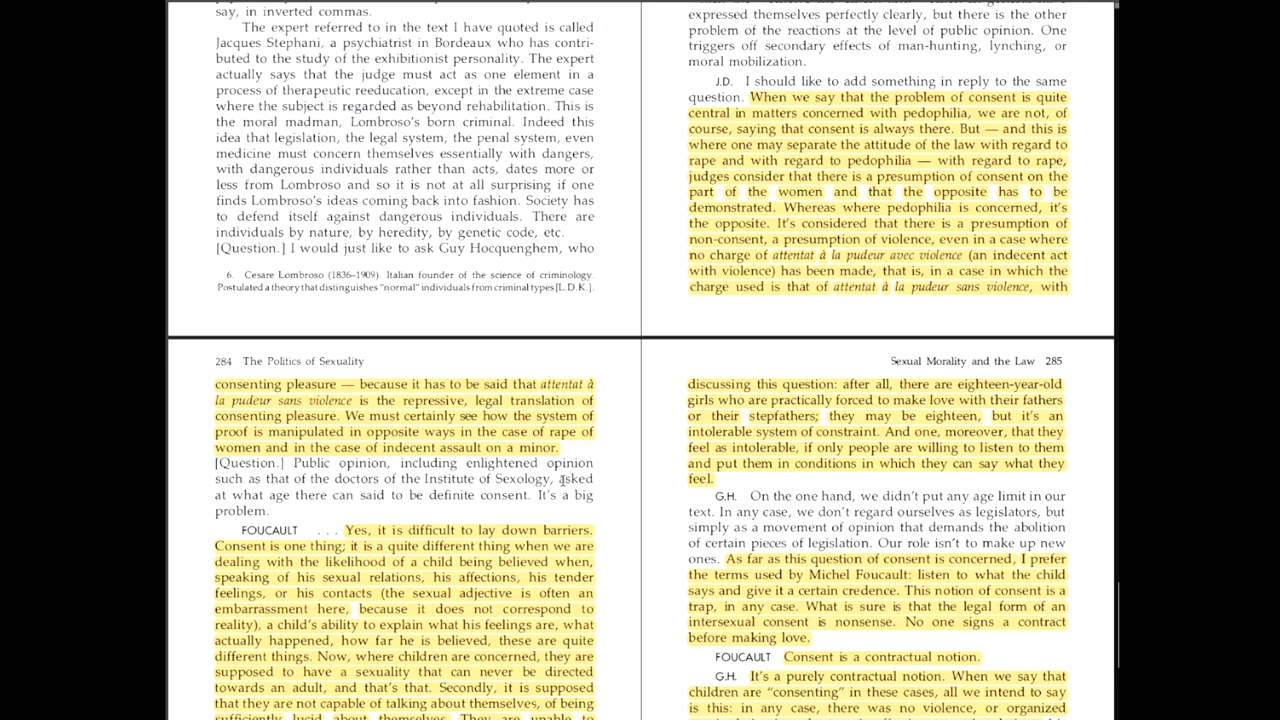 say, in inverted commas.
The expert referred to in the text I have quoted is called
Jacques Stephani, a psychiatrist in Bordeaux who has contri-
buted to the study of the exhibitionist personality. The expert
actually says that the judge must act as one element in a
process of therapeutic reeducation, except in the extreme case
where the subject is regarded as beyond rehabilitation. This is
the moral madman, Lombroso's born criminal. Indeed this
idea that legislation, the legal system, the penal system, even
medicine must concern themselves essentially with dangers,
with dangerous individuals rather than acts, dates more or
less from Lombroso and so it is not at all surprising if one
finds Lombroso's ideas coming back into fashion. Society has
to defend itself against dangerous individuals. There are
individuals by nature, by heredity, by genetic code, etc.
[Question.] I would just like to ask Guy Hocquenghem, who
6. Cesare Lombroso (1836–1909). Italian founder of the science of criminology.
Postulated a theory that distinguishes "normal" individuals from criminal types [L.D.K.].
expressed themselves perfectly clearly, but there is the other
problem of the reactions at the level of public opinion. One
triggers off secondary effects of man-hunting, lynching, or
moral mobilization.
J.D. I should like to add something in reply to the same
question. When we say that the problem of consent is quite
central in matters concerned with pedophilia, we are not, of
course, saying that consent is always there. But — and this is
where one may separate the attitude of the law with regard to
rape and with regard to pedophilia — with regard to rape,
judges consider that there is a presumption of consent on the
part of the women and that the opposite has to be
demonstrated. Whereas where pedophilia is concerned, it's
the opposite. It's considered that there is a presumption of
non-consent, a presumption of violence, even in a case where
no charge of attentat à la pudeur avec violence (an indecent act
with violence) has been made, that is, in a case in which the
charge used is that of attentat à la pudeur sans violence, with
284 The Politics of Sexuality
consenting pleasure — because it has to be said that attentat à
la pudeur sans violence is the repressive, legal translation of
consenting pleasure. We must certainly see how the system of
proof is manipulated in opposite ways in the case of rape of
women and in the case of indecent assault on a minor.
[Question.] Public opinion, including enlightened opinion
such as that of the doctors of the Institute of Sexology, asked
at what age there can said to be definite consent. It's a big
problem.
FOUCAULT . . . Yes, it is difficult to lay down barriers.
Consent is one thing; it is a quite different thing when we are
dealing with the likelihood of a child being believed when,
speaking of his sexual relations, his affections, his tender
feelings, or his contacts (the sexual adjective is often an
embarrassment here, because it does not correspond to
reality), a child's ability to explain what his feelings are, what
actually happened, how far he is believed, these are quite
different things. Now, where children are concerned, they are
supposed to have a sexuality that can never be directed
towards an adult, and that's that. Secondly, it is supposed
that they are not capable of talking about themselves, of being
sufficiently lucid about themselves. They are unable to
Sexual Morality and the Law 285
discussing this question: after all, there are eighteen-year-old
girls who are practically forced to make love with their fathers
or their stepfathers; they may be eighteen, but it's an
intolerable system of constraint. And one, moreover, that they
feel as intolerable, if only people are willing to listen to them
and put them in conditions in which they can say what they
feel.
G.H. On the one hand, we didn't put any age limit in our
text. In any case, we don't regard ourselves as legislators, but
simply as a movement of opinion that demands the abolition
of certain pieces of legislation. Our role isn't to make up new
ones. As far as this question of consent is concerned, I prefer
the terms used by Michel Foucault: listen to what the child
says and give it a certain credence. This notion of consent is a
trap, in any case. What is sure is that the legal form of an
intersexual consent is nonsense. No one signs a contract
before making love.
FOUCAULT Consent is a contractual notion.
G.H. It's a purely contractual notion. When we say that
children are "consenting" in these cases, all we intend to say
is this: in any case, there was no violence, or organized